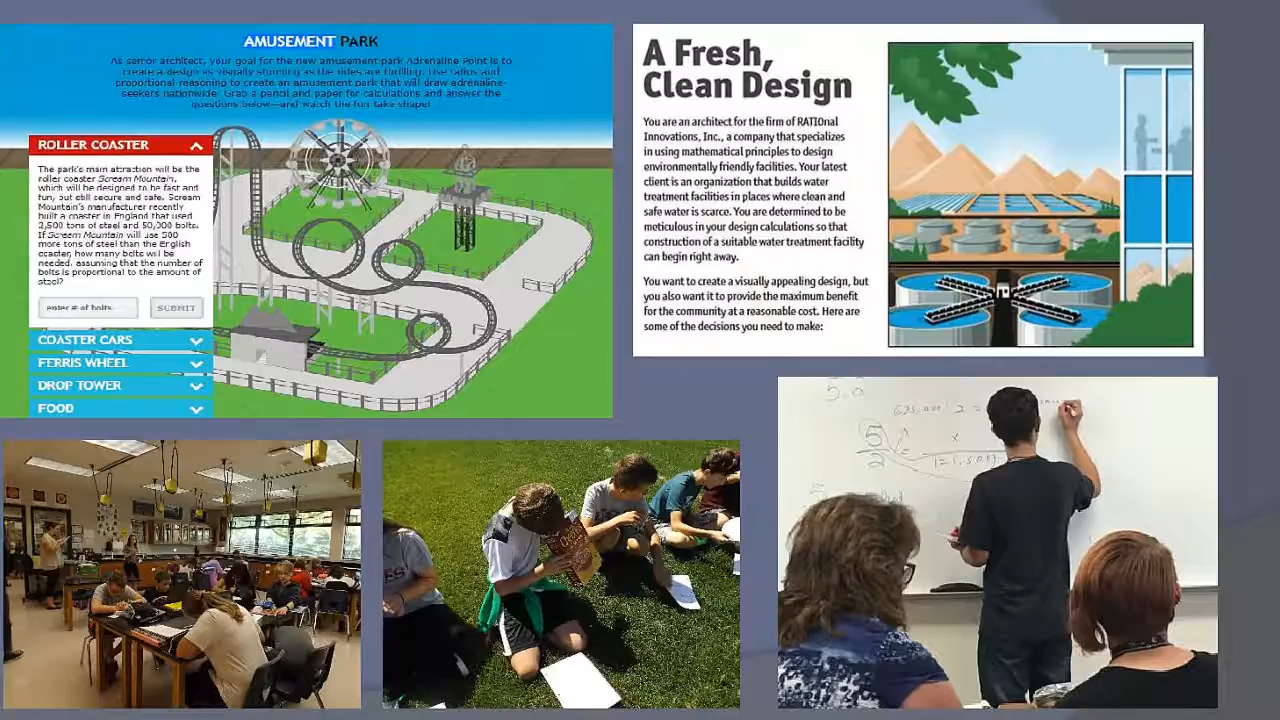 AMUSEMENT PARK
As senior architect, your goal for the new amusement park Adrenaline Point is to
create a design as visually stunning as the rides are thrilling. Use ratios and
proportional reasoning to create an amusement park that will draw adrenaline-
seekers nationwide. Grab a pencil and paper for calculations and answer the
questions below—and watch the fun take shape!
ROLLER COASTER
The park's main attraction will be the
roller coaster Scream Mountain,
which will be designed to be fast and
fun, but still secure and safe. Scream
Mountain's manufacturer recently
built a coaster in England that used
2,500 tons of steel and 50,000 bolts.
If Scream Mountain will use 500
more tons of steel than the English
coaster, how many bolts will be
needed, assuming that the number of
bolts is proportional to the amount of
steel?
enter # of bolts
SUBMIT
COASTER CARS
FERRIS WHEEL
DROP TOWER
FOOD
A Fresh,
Clean Design
You are an architect for the firm of RATIOnal
Innovations, Inc., a company that specializes
in using mathematical principles to design
environmentally friendly facilities. Your latest
client is an organization that builds water
treatment facilities in places where clean and
safe water is scarce. You are determined to be
meticulous in your design calculations so that
construction of a suitable water treatment facility
can begin right away.
You want to create a visually appealing design, but
you also want it to provide the maximum benefit
for the community at a reasonable cost. Here are
some of the decisions you need to make:
5
2
x